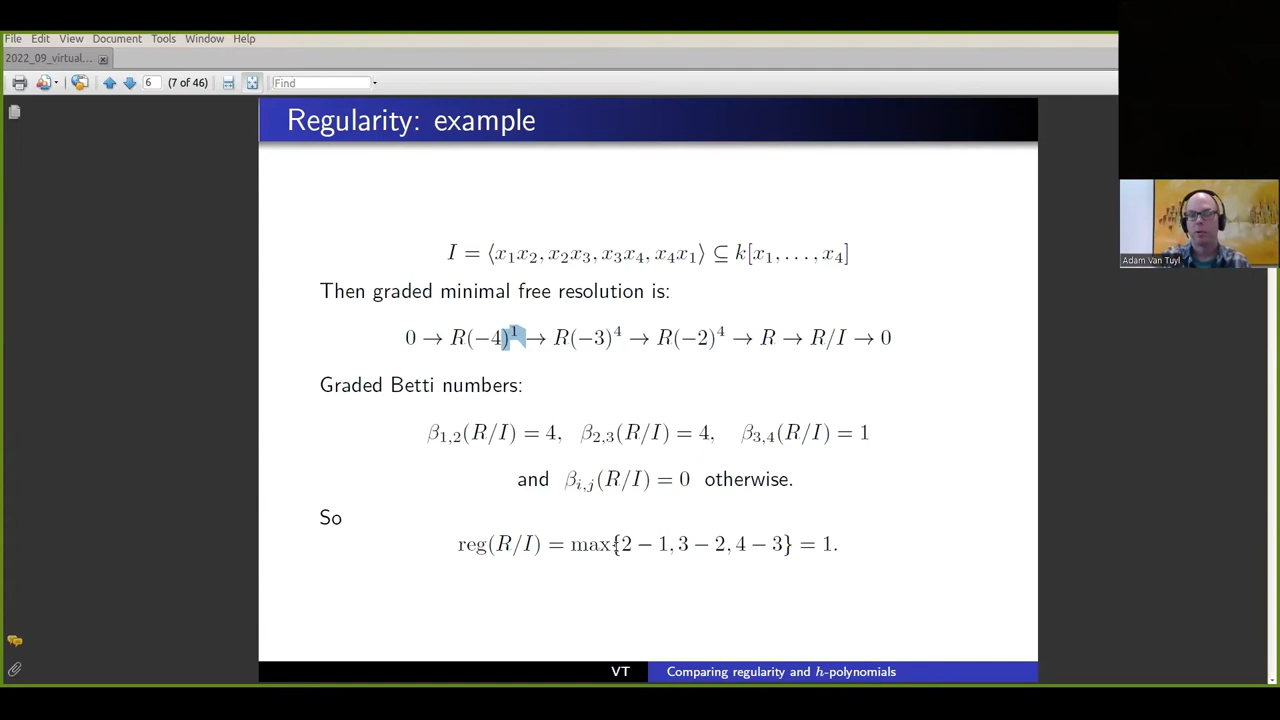 File Edit View Document Tools Window Help
2022_09_virtual...
6 (7 of 46) Find
Regularity: example
I = ⟨x₁x₂, x₂x₃, x₃x₄, x₄x₁⟩ ⊆ k[x₁, . . . , x₄]
Then graded minimal free resolution is:
0 → R(−4)¹ → R(−3)⁴ → R(−2)⁴ → R → R/I → 0
Graded Betti numbers:
β₁,₂(R/I) = 4, β₂,₃(R/I) = 4, β₃,₄(R/I) = 1
and βᵢ,ⱼ(R/I) = 0 otherwise.
So
reg(R/I) = max{2 − 1, 3 − 2, 4 − 3} = 1.
VT Comparing regularity and h-polynomials
Adam Van Tuyl